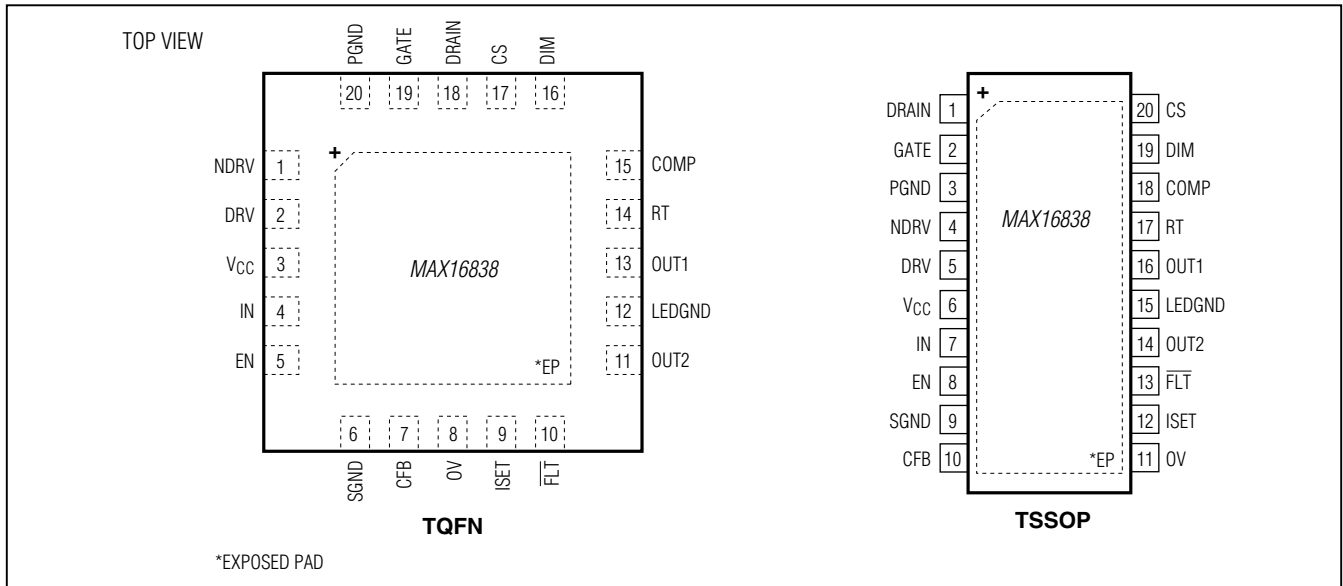 TOP VIEW
PGND
GATE
DRAIN
CS
DIM
20 19 18 17 16
NDRV 1
DRV 2
VCC 3
IN 4
EN 5
+
MAX16838
*EP
15 COMP
14 RT
13 OUT1
12 LEDGND
11 OUT2
6 7 8 9 10
SGND
CFB
OV
ISET
FLT
TQFN
*EXPOSED PAD
DRAIN 1
GATE 2
PGND 3
NDRV 4
DRV 5
VCC 6
IN 7
EN 8
SGND 9
CFB 10
+
MAX16838
*EP
20 CS
19 DIM
18 COMP
17 RT
16 OUT1
15 LEDGND
14 OUT2
13 FLT
12 ISET
11 OV
TSSOP